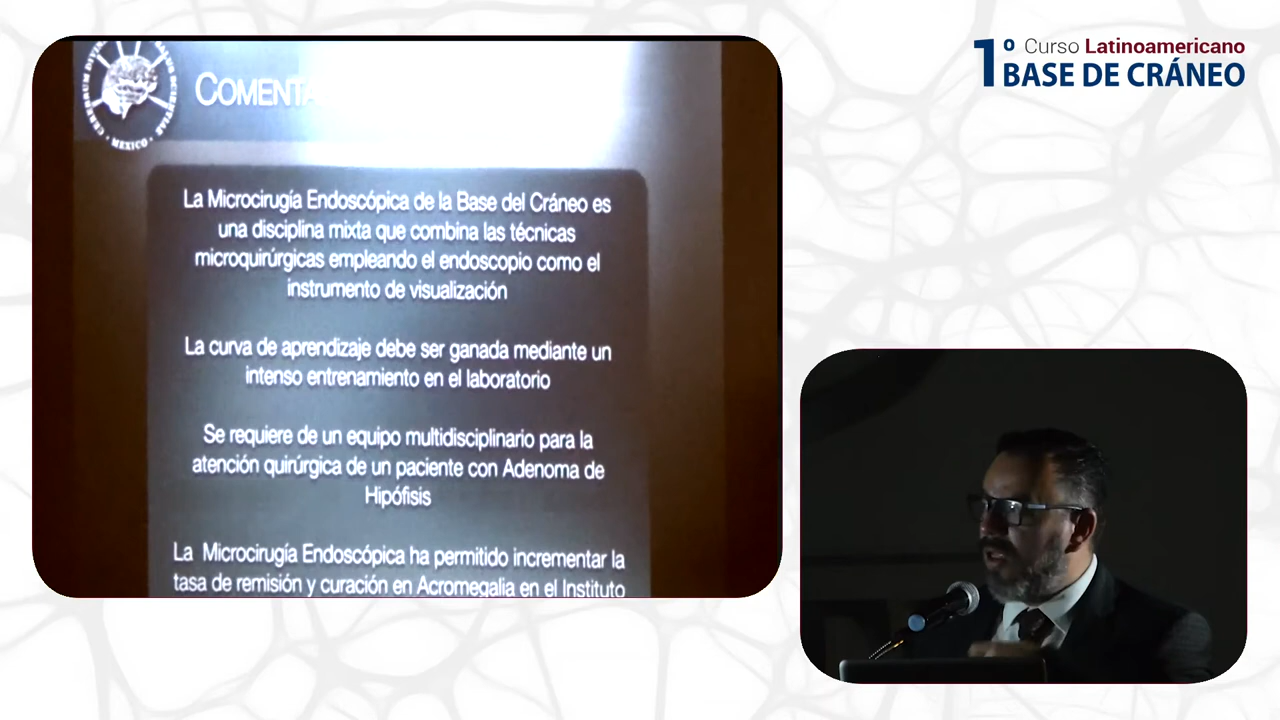 1º Curso Latinoamericano
BASE DE CRÁNEO
COMENTA
MEXICO
La Microcirugía Endoscópica de la Base del Cráneo es
una disciplina mixta que combina las técnicas
microquirúrgicas empleando el endoscopio como el
instrumento de visualización
La curva de aprendizaje debe ser ganada mediante un
intenso entrenamiento en el laboratorio
Se requiere de un equipo multidisciplinario para la
atención quirúrgica de un paciente con Adenoma de
Hipófisis
La Microcirugía Endoscópica ha permitido incrementar la
tasa de remisión y curación en Acromegalia en el Instituto